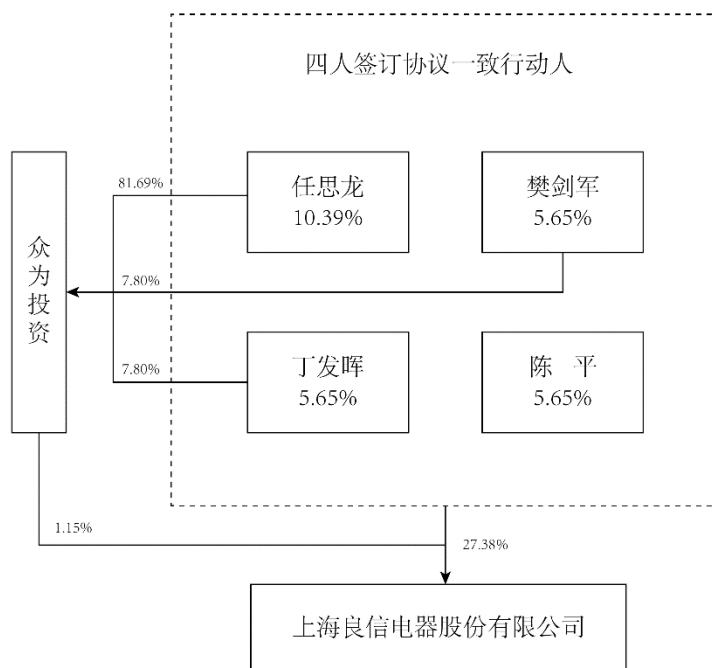 四人签订协议一致行动人
81.69%
任思龙
10.39%
樊剑军
5.65%
众为投资
7.80%
7.80%
丁发晖
5.65%
陈 平
5.65%
1.15%
27.38%
上海良信电器股份有限公司